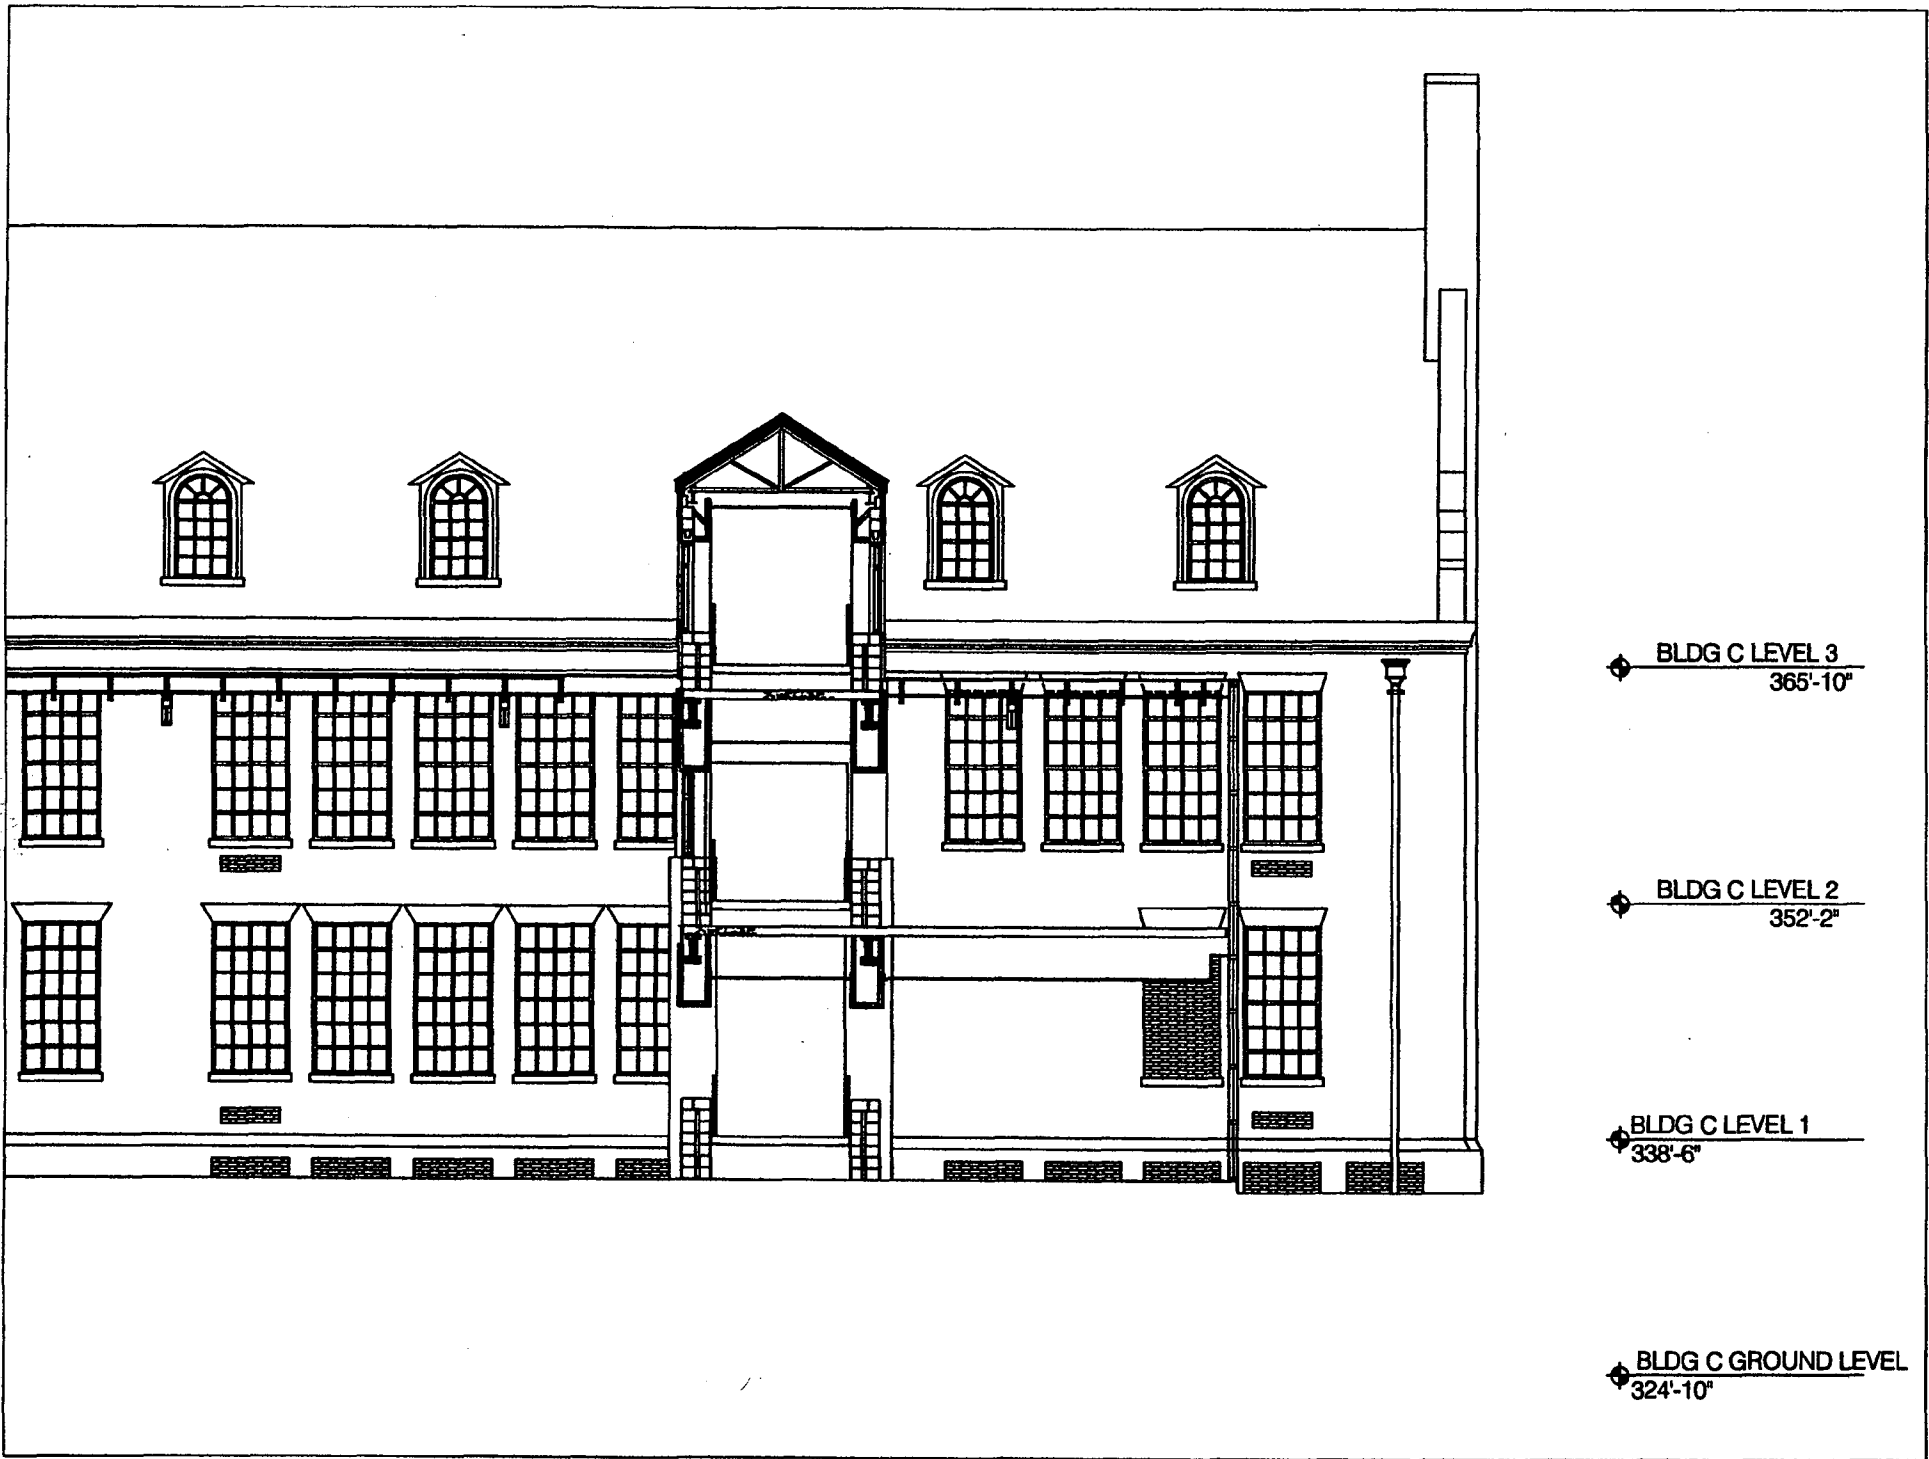 BLDG C LEVEL 3
365'-10"
BLDG C LEVEL 2
352'-2"
BLDG C LEVEL 1
338'-6"
BLDG C GROUND LEVEL
324'-10"